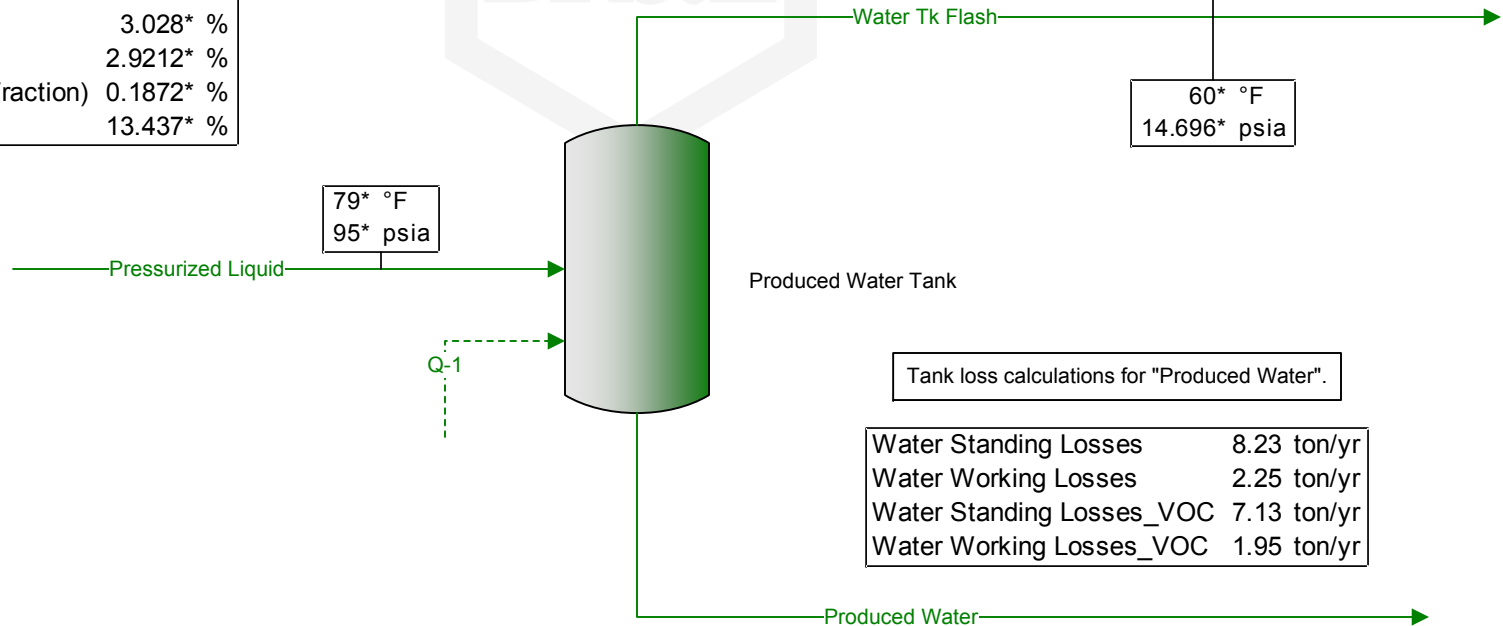 Water Tk Flash
3.028* %
2.9212* %
raction) 0.1872* %
13.437* %
60* °F
14.696* psia
79* °F
95* psia
Pressurized Liquid
Produced Water Tank
Q-1
Tank loss calculations for "Produced Water".
Water Standing Losses 8.23 ton/yr
Water Working Losses 2.25 ton/yr
Water Standing Losses_VOC 7.13 ton/yr
Water Working Losses_VOC 1.95 ton/yr
Produced Water